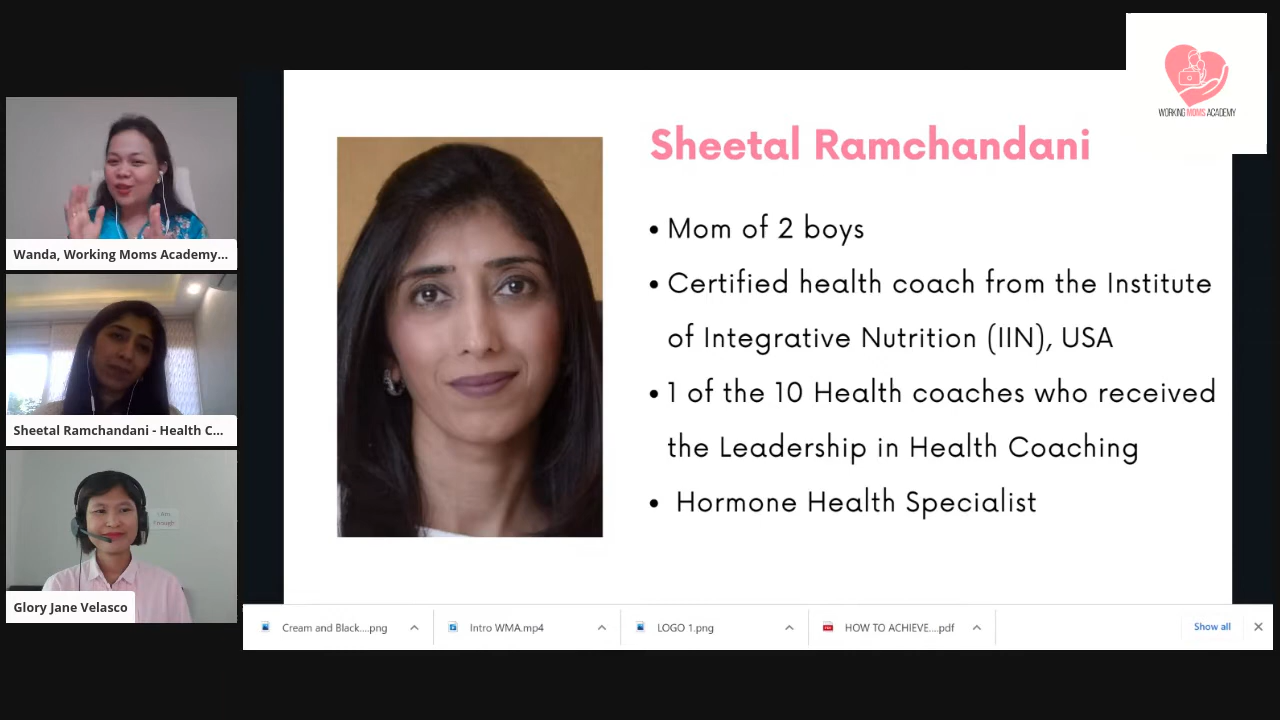 WORKING MOMS ACADEMY
Sheetal Ramchandani
• Mom of 2 boys
• Certified health coach from the Institute
of Integrative Nutrition (IIN), USA
• 1 of the 10 Health coaches who received
the Leadership in Health Coaching
• Hormone Health Specialist
Wanda, Working Moms Academy...
Sheetal Ramchandani - Health C...
I Am
Enough
Glory Jane Velasco
Cream and Black....png
Intro WMA.mp4
LOGO 1.png
HOW TO ACHIEVE....pdf
Show all